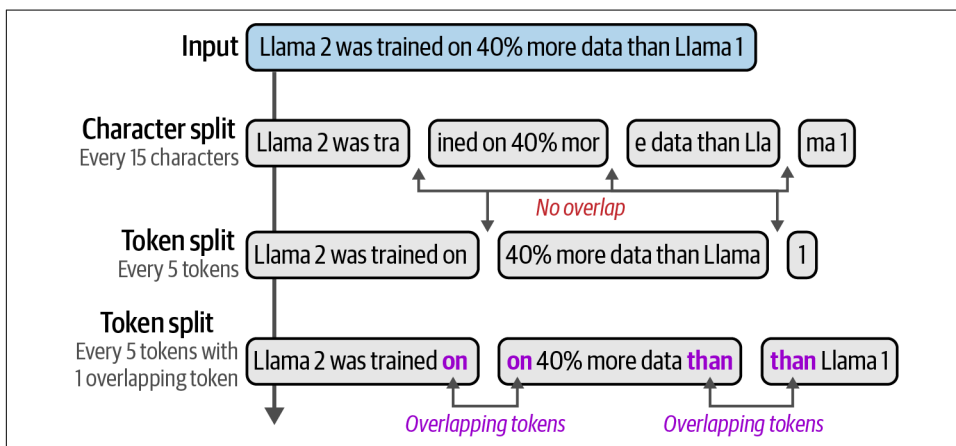 Input
Llama 2 was trained on 40% more data than Llama 1
Character split
Every 15 characters
Llama 2 was tra
ined on 40% mor
e data than Lla
ma 1
No overlap
Token split
Every 5 tokens
Llama 2 was trained on
40% more data than Llama
1
Token split
Every 5 tokens with
1 overlapping token
Llama 2 was trained on
on 40% more data than
than Llama 1
Overlapping tokens
Overlapping tokens